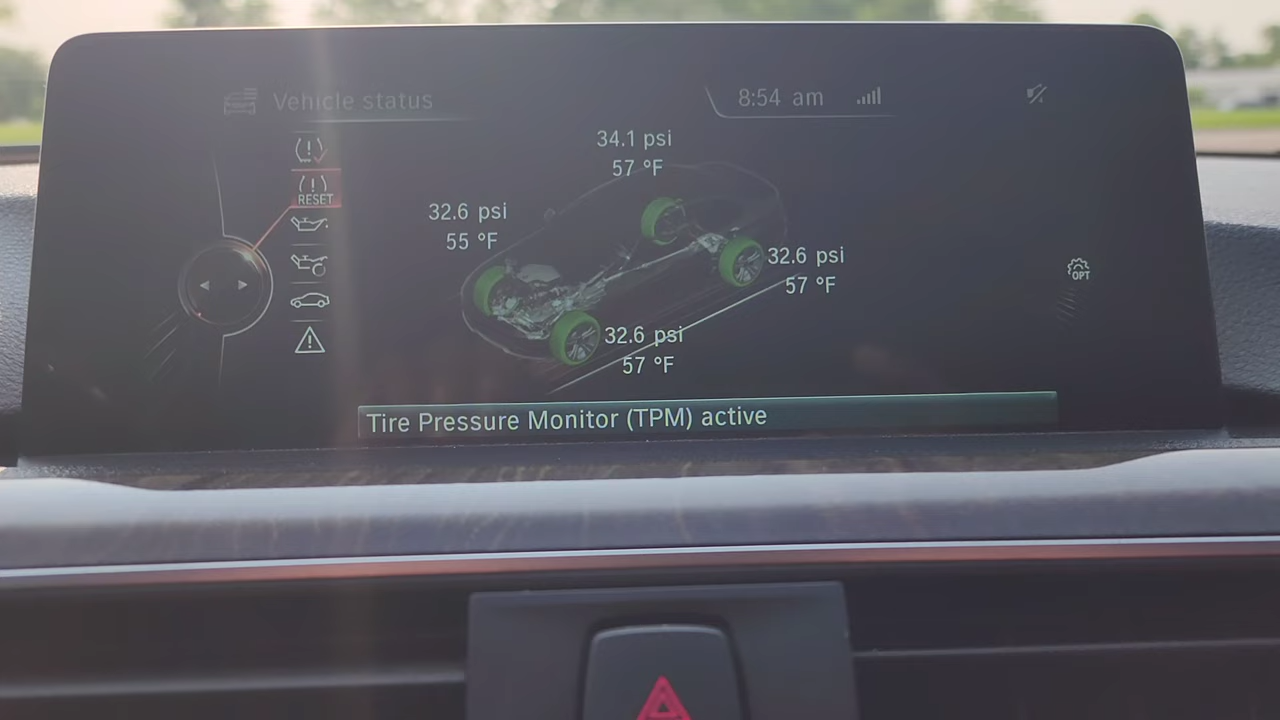 Vehicle status
8:54 am
34.1 psi
57 °F
RESET
32.6 psi
55 °F
32.6 psi
57 °F
OPT
32.6 psi
57 °F
Tire Pressure Monitor (TPM) active